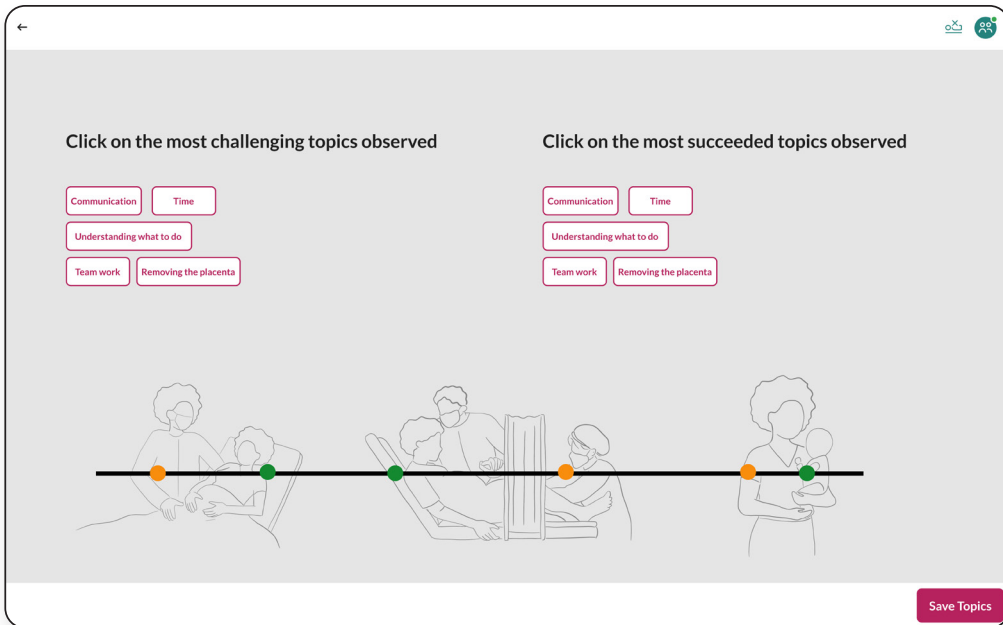 Click on the most challenging topics observed
Communication
Time
Understanding what to do
Team work
Removing the placenta
Click on the most succeeded topics observed
Communication
Time
Understanding what to do
Team work
Removing the placenta
Save Topics